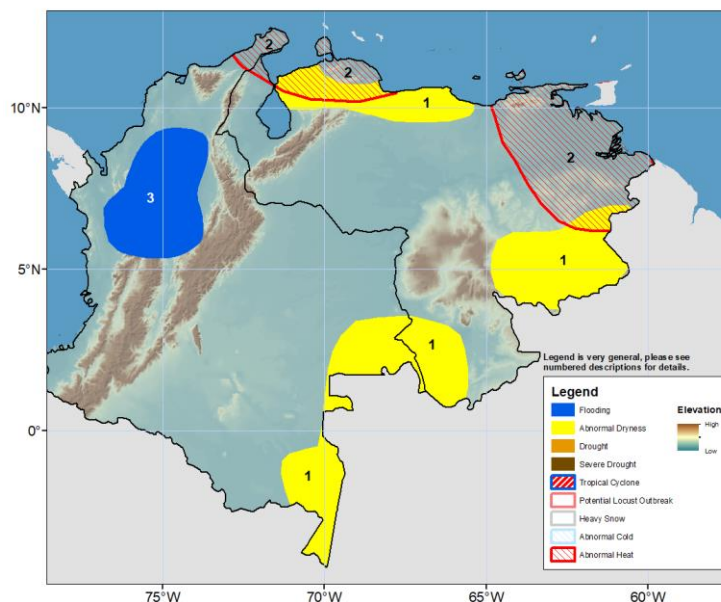 2
2
1
10°N
2
3
1
5°N
1
Legend is very general, please see
numbered descriptions for details.
Legend
Flooding
Abnormal Dryness
Drought
Severe Drought
Tropical Cyclone
Potential Locust Outbreak
Heavy Snow
Abnormal Cold
Abnormal Heat
Elevation
High
Low
0°
1
75°W
70°W
65°W
60°W